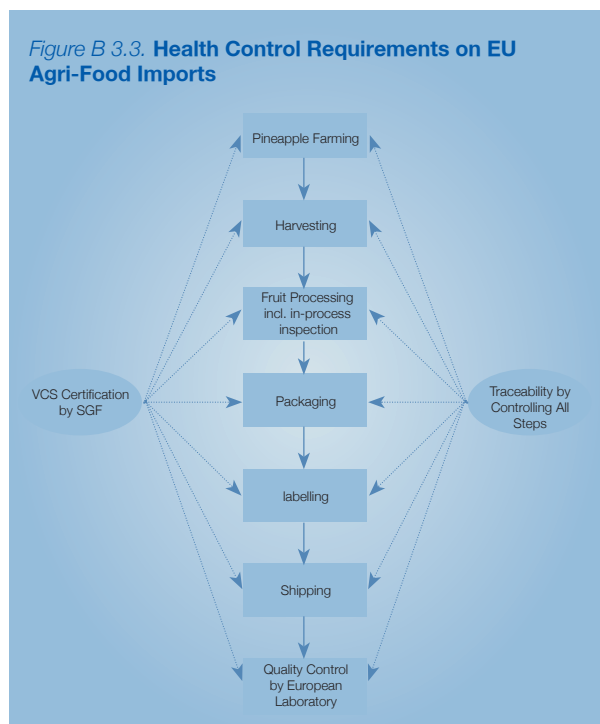 Figure B 3.3. Health Control Requirements on EU
Agri-Food Imports
Pineapple Farming
Harvesting
Fruit Processing
incl. in-process
inspection
VCS Certification
by SGF
Packaging
Traceability by
Controlling All
Steps
labelling
Shipping
Quality Control
by European
Laboratory